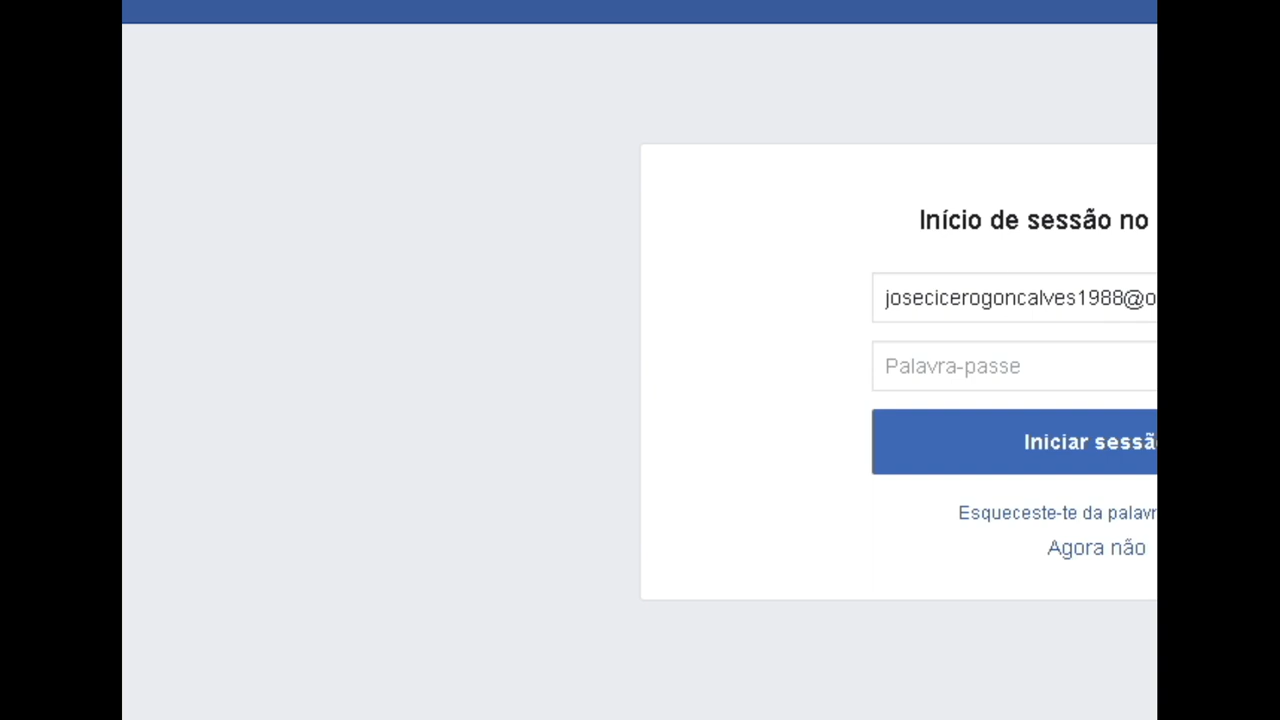 Início de sessão no
josecicerogoncalves1988@o
Palavra-passe
Iniciar sessã
Esqueceste-te da palavr
Agora não